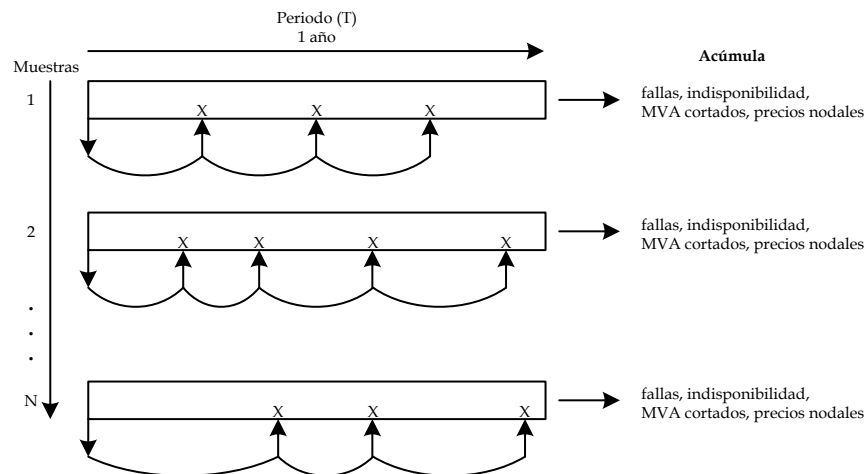 Periodo (T)
1 año
Muestras
Acúmula
1
X X X
fallas, indisponibilidad,
MVA cortados, precios nodales
2
X X X X
fallas, indisponibilidad,
MVA cortados, precios nodales
.
.
.
N
X X X
fallas, indisponibilidad,
MVA cortados, precios nodales